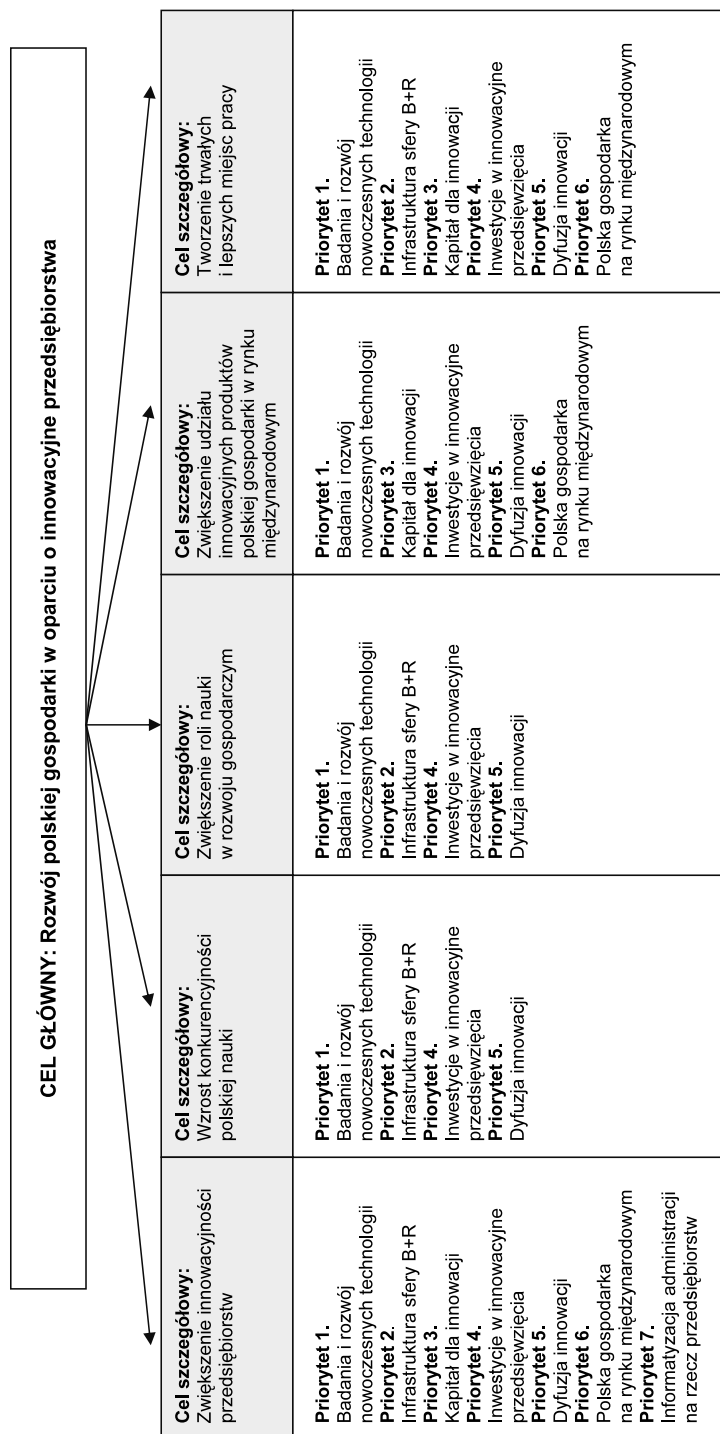 CEL GŁÓWNY: Rozwój polskiej gospodarki w oparciu o innowacyjne przedsiębiorstwa
Cel szczegółowy:
Zwiększenie innowacyjności
przedsiębiorstw
Priorytet 1.
Badania i rozwój
nowoczesnych technologii
Priorytet 2.
Infrastruktura sfery B+R
Priorytet 3.
Kapitał dla innowacji
Priorytet 4.
Inwestycje w innowacyjne
przedsięwzięcia
Priorytet 5.
Dyfuzja innowacji
Priorytet 6.
Polska gospodarka
na rynku międzynarodowym
Priorytet 7.
Informatyzacja administracji
na rzecz przedsiębiorstw
Cel szczegółowy:
Wzrost konkurencyjności
polskiej nauki
Priorytet 1.
Badania i rozwój
nowoczesnych technologii
Priorytet 2.
Infrastruktura sfery B+R
Priorytet 4.
Inwestycje w innowacyjne
przedsięwzięcia
Priorytet 5.
Dyfuzja innowacji
Cel szczegółowy:
Zwiększenie roli nauki
w rozwoju gospodarczym
Priorytet 1.
Badania i rozwój
nowoczesnych technologii
Priorytet 2.
Infrastruktura sfery B+R
Priorytet 4.
Inwestycje w innowacyjne
przedsięwzięcia
Priorytet 5.
Dyfuzja innowacji
Cel szczegółowy:
Zwiększenie udziału
innowacyjnych produktów
polskiej gospodarki w rynku
międzynarodowym
Priorytet 1.
Badania i rozwój
nowoczesnych technologii
Priorytet 3.
Kapitał dla innowacji
Priorytet 4.
Inwestycje w innowacyjne
przedsięwzięcia
Priorytet 5.
Dyfuzja innowacji
Priorytet 6.
Polska gospodarka
na rynku międzynarodowym
Cel szczegółowy:
Tworzenie trwałych
i lepszych miejsc pracy
Priorytet 1.
Badania i rozwój
nowoczesnych technologii
Priorytet 2.
Infrastruktura sfery B+R
Priorytet 3.
Kapitał dla innowacji
Priorytet 4.
Inwestycje w innowacyjne
przedsięwzięcia
Priorytet 5.
Dyfuzja innowacji
Priorytet 6.
Polska gospodarka
na rynku międzynarodowym